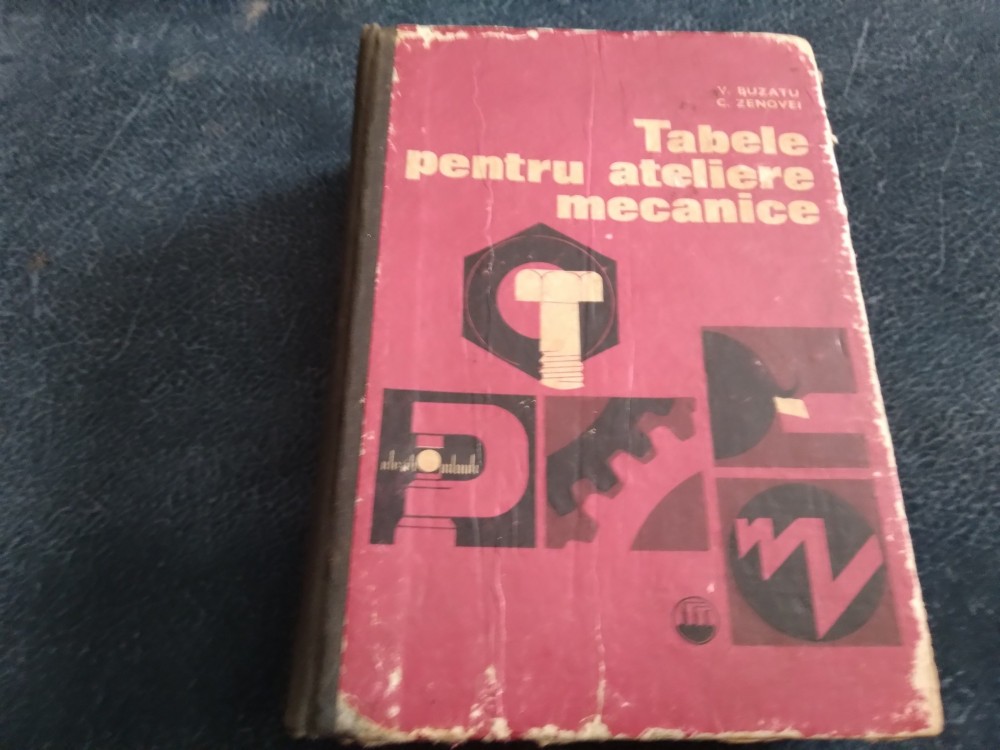 V. BUZATU
C. ZENOVEI
Tabele
pentru ateliere
mecanice